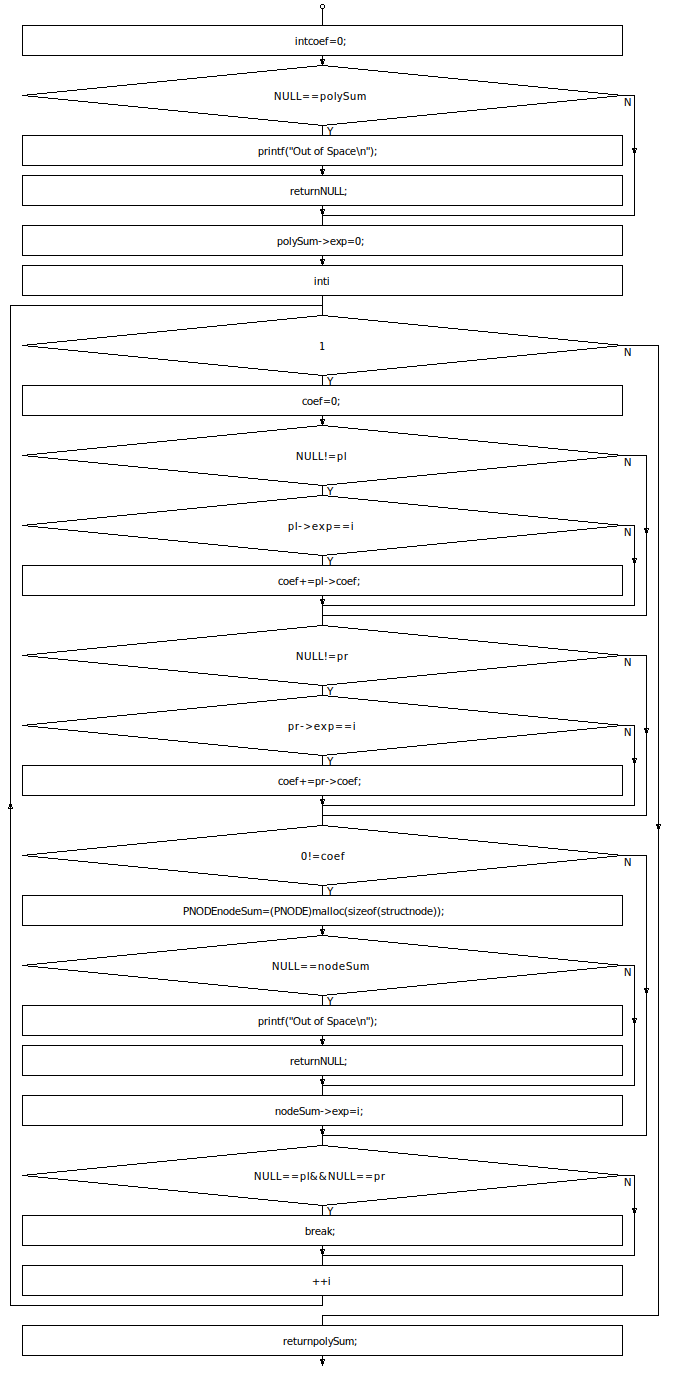 intcoef=0;
NULL==polySum
N
Y
printf("Out of Space\n");
returnNULL;
polySum->exp=0;
inti
1
N
Y
coef=0;
NULL!=pl
N
Y
pl->exp==i
N
Y
coef+=pl->coef;
NULL!=pr
N
Y
pr->exp==i
N
Y
coef+=pr->coef;
0!=coef
N
Y
PNODEnodeSum=(PNODE)malloc(sizeof(structnode));
NULL==nodeSum
N
Y
printf("Out of Space\n");
returnNULL;
nodeSum->exp=i;
NULL==pl&&NULL==pr
N
Y
break;
++i
returnpolySum;